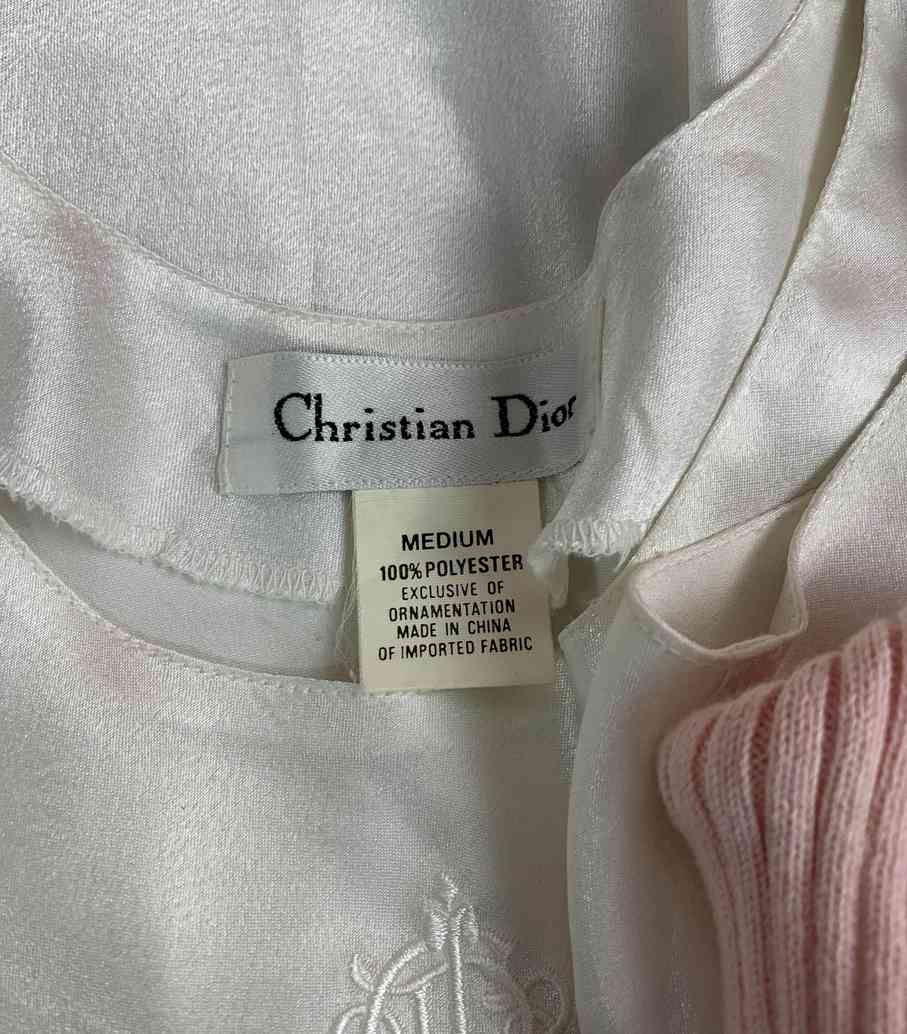 Christian Dior
MEDIUM
100% POLYESTER
EXCLUSIVE OF
ORNAMENTATION
MADE IN CHINA
OF IMPORTED FABRIC